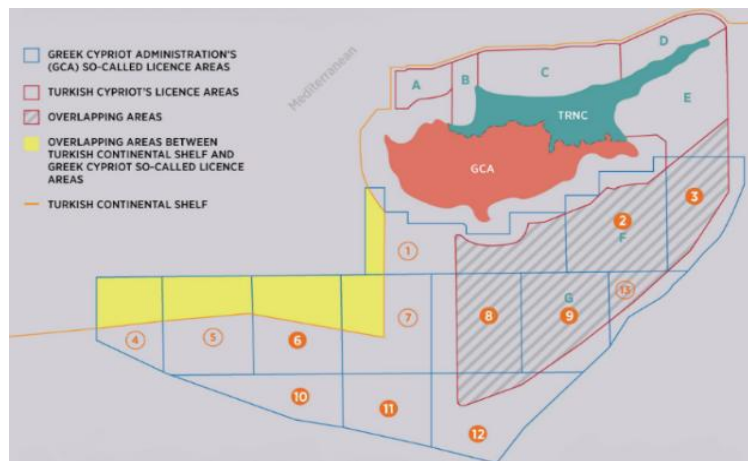 GREEK CYPRIOT ADMINISTRATION'S
(GCA) SO-CALLED LICENCE AREAS
TURKISH CYPRIOT'S LICENCE AREAS
OVERLAPPING AREAS
OVERLAPPING AREAS BETWEEN
TURKISH CONTINENTAL SHELF AND
GREEK CYPRIOT SO-CALLED LICENCE
AREAS
TURKISH CONTINENTAL SHELF
Mediterranean
A
B
C
D
E
TRNC
GCA
3
2
F
1
G
13
8
9
7
4
5
6
10
11
12